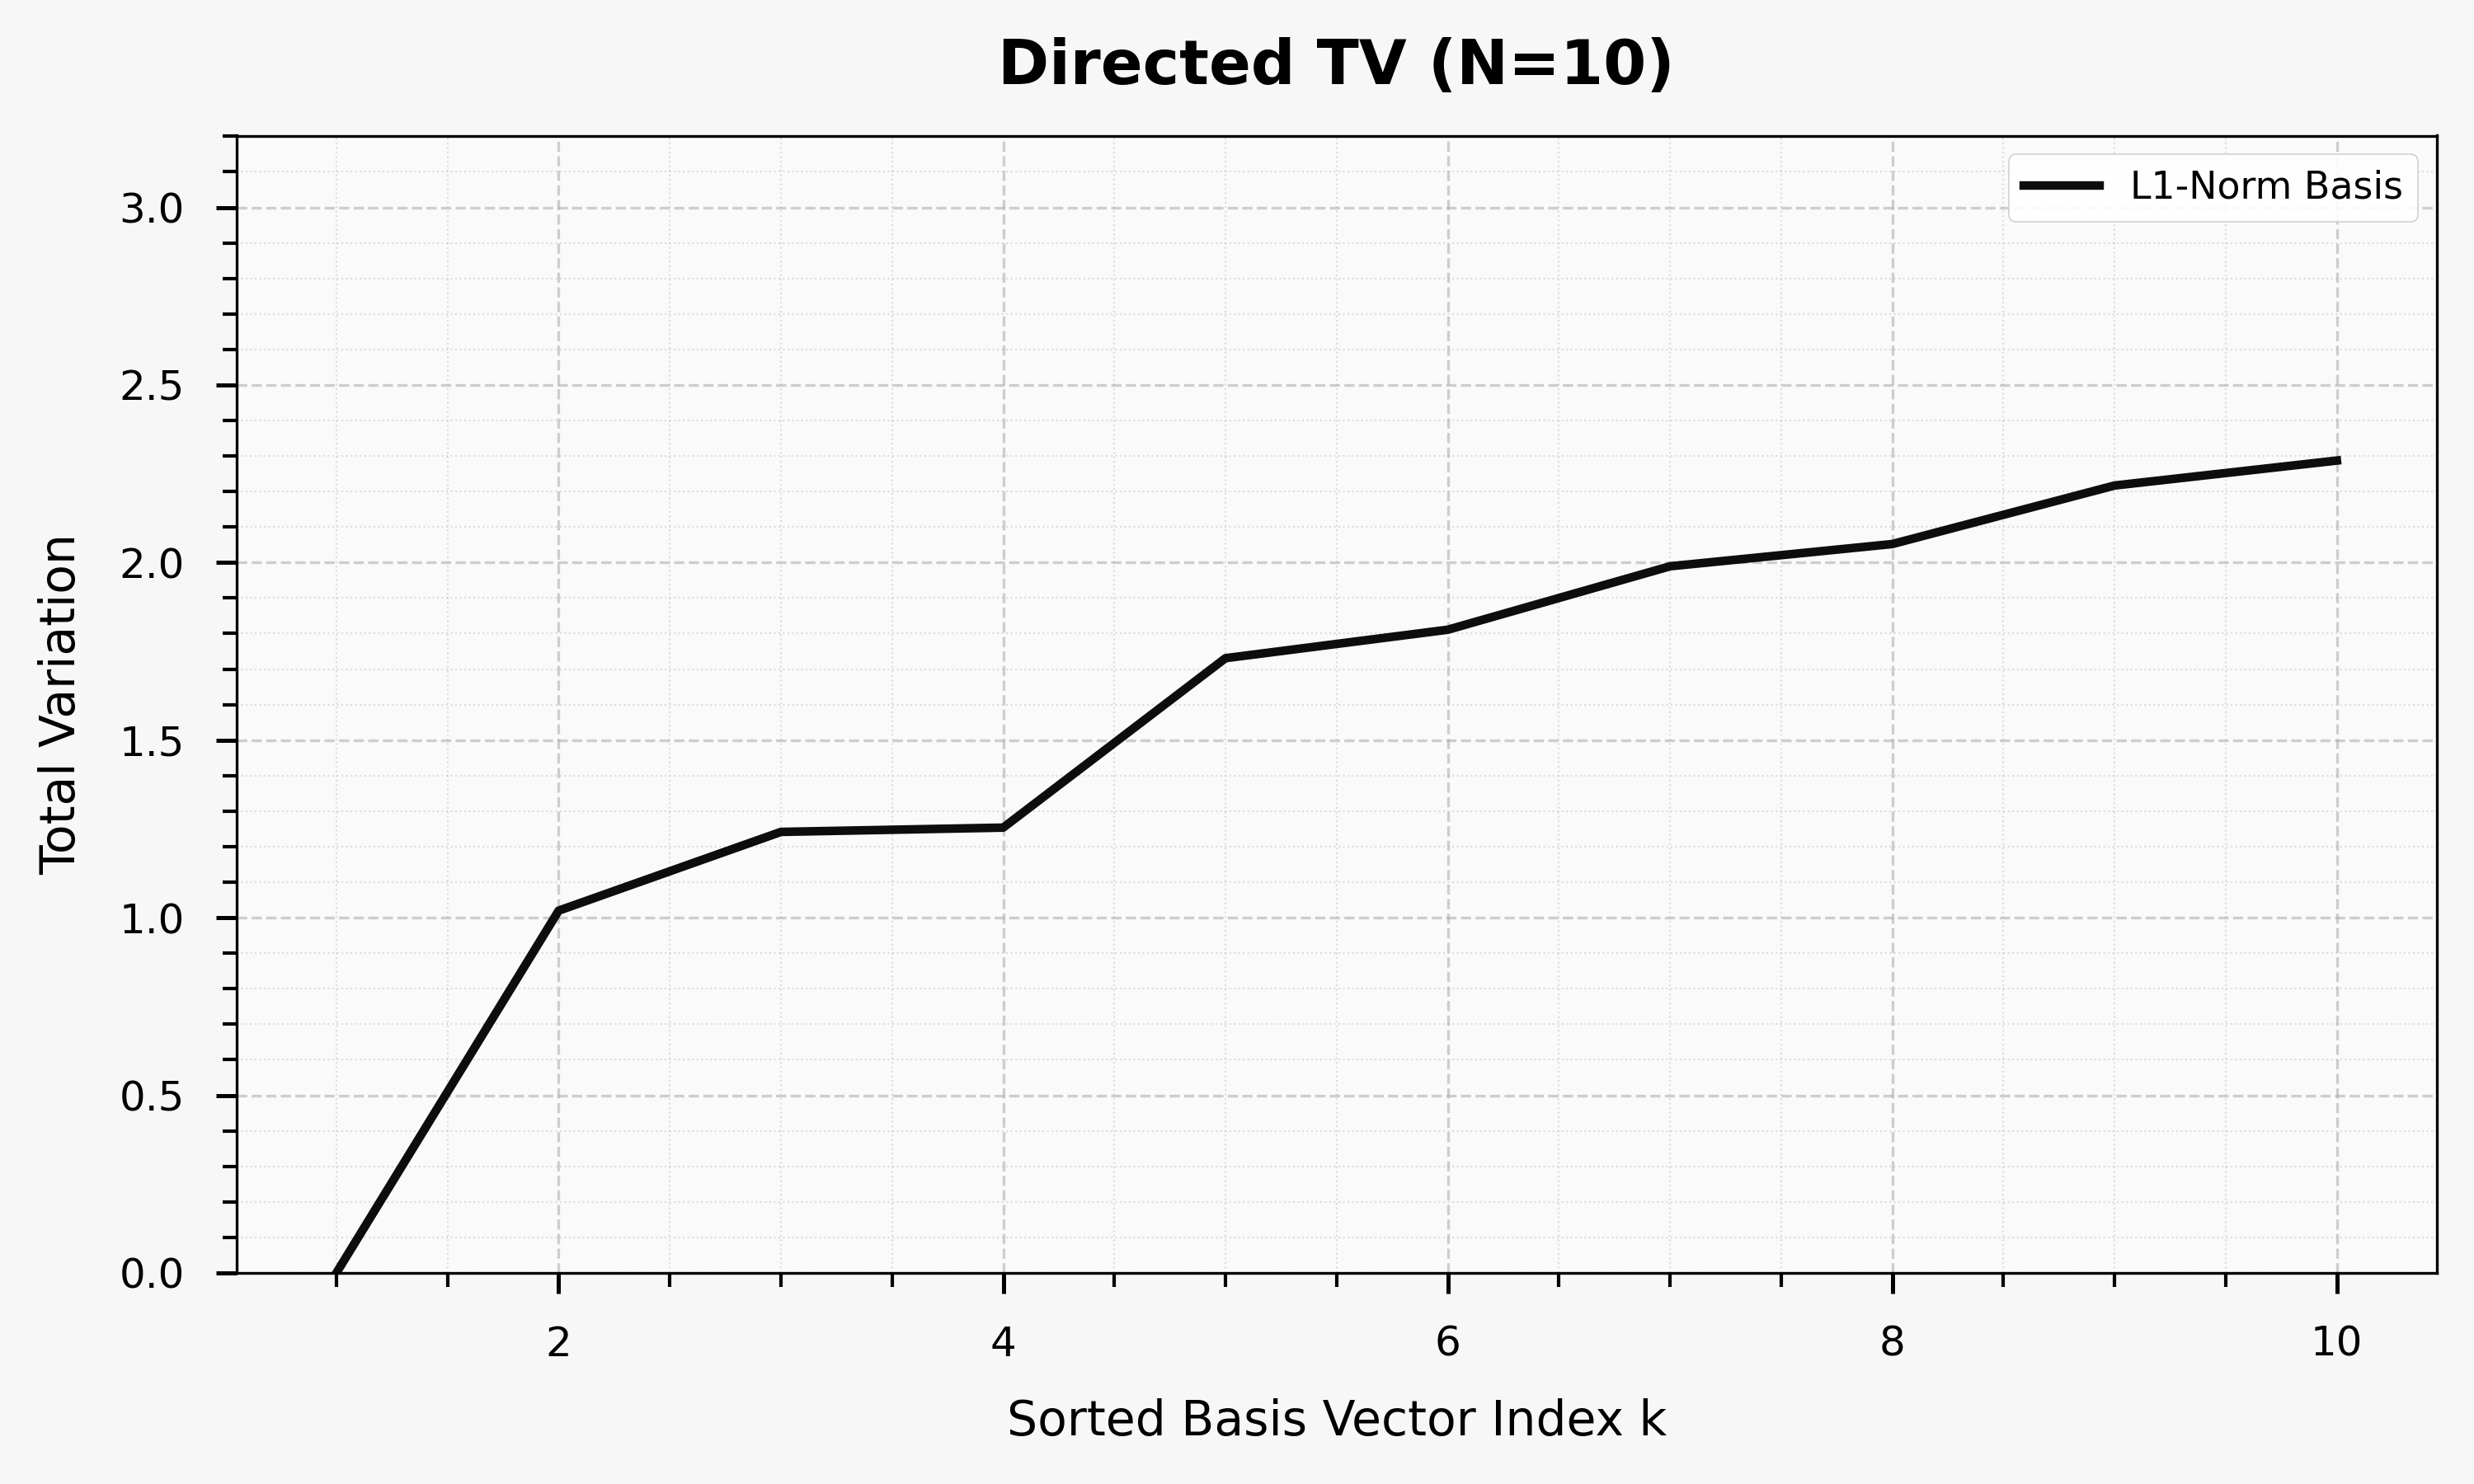 Directed TV (N=10)
L1-Norm Basis
Total Variation
3.0
2.5
2.0
1.5
1.0
0.5
0.0
2 4 6 8 10
Sorted Basis Vector Index k